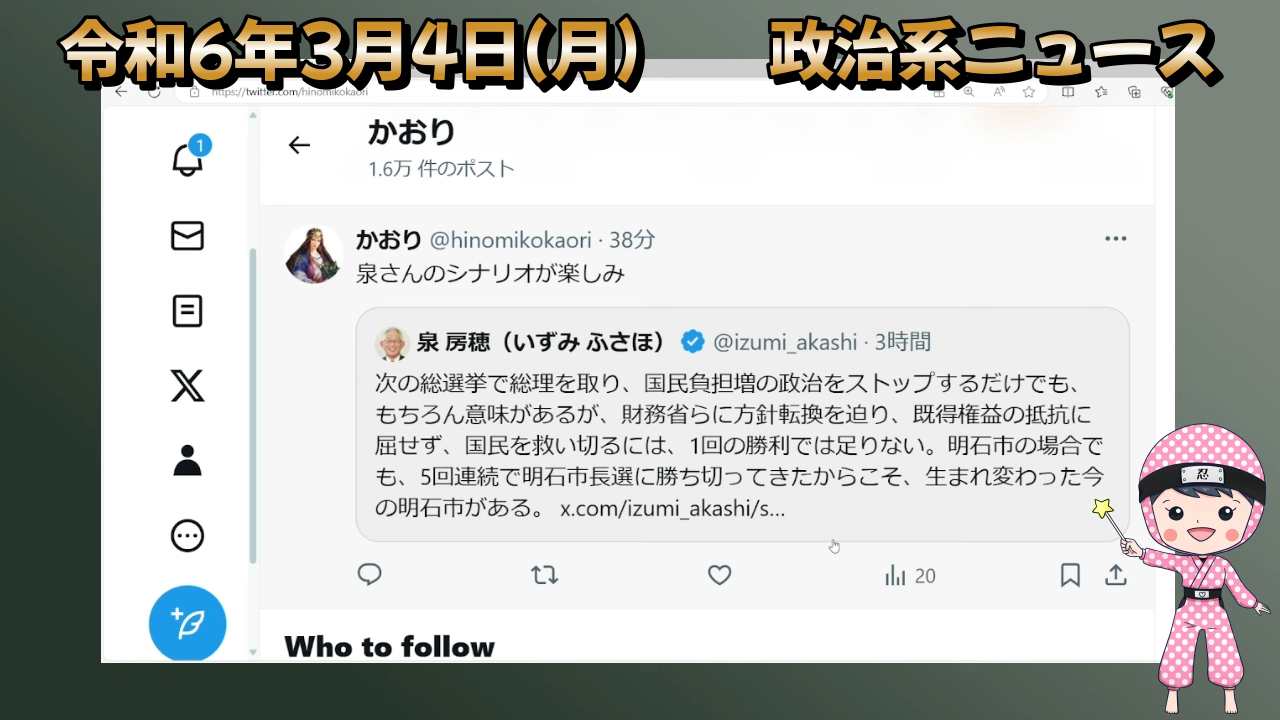 令和6年3月4日(月) 政治系ニュース
https://twitter.com/hinomikokaori
1
かおり
1.6万 件のポスト
かおり @hinomikokaori · 38分
泉さんのシナリオが楽しみ
泉 房穂（いずみ ふさほ） @izumi_akashi · 3時間
次の総選挙で総理を取り、国民負担増の政治をストップするだけでも、
もちろん意味があるが、財務省らに方針転換を迫り、既得権益の抵抗に
屈せず、国民を救い切るには、1回の勝利では足りない。明石市の場合で
も、5回連続で明石市長選に勝ち切ってきたからこそ、生まれ変わった今
の明石市がある。 x.com/izumi_akashi/s...
20
Who to follow
忍